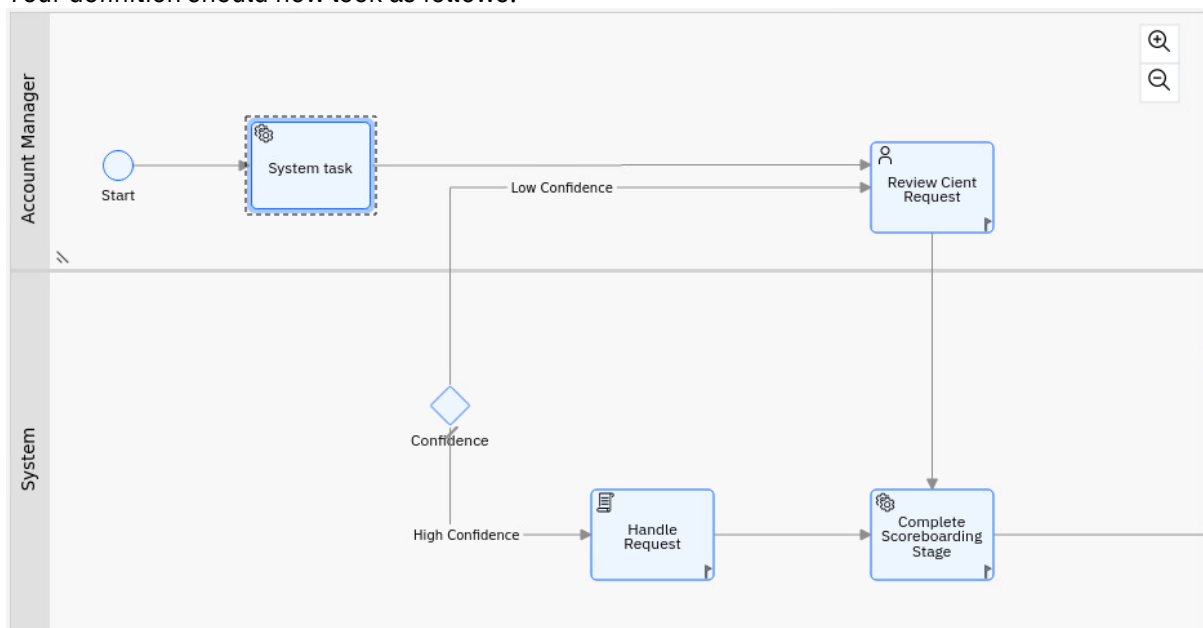 Your definition should now look as follows:
Account Manager
Start
System task
Low Confidence
Review Cient
Request
System
Confidence
High Confidence
Handle
Request
Complete
Scoreboarding
Stage